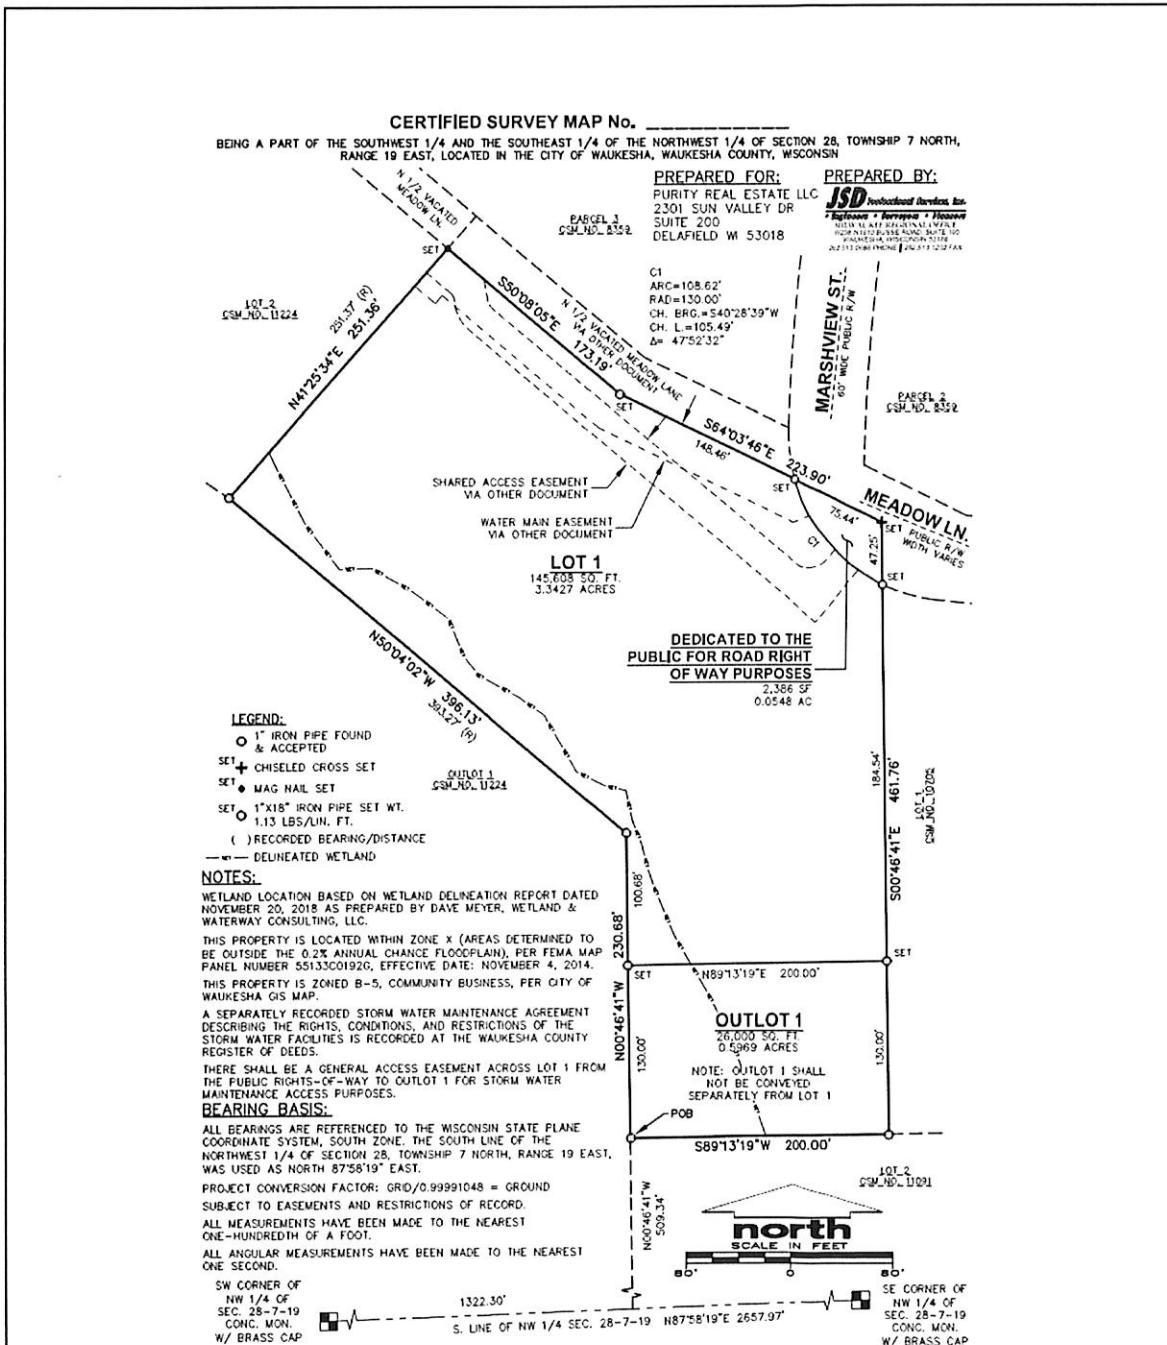 CERTIFIED SURVEY MAP No.
BEING A PART OF THE SOUTHWEST 1/4 AND THE SOUTHEAST 1/4 OF THE NORTHWEST 1/4 OF SECTION 28, TOWNSHIP 7 NORTH,
RANGE 19 EAST, LOCATED IN THE CITY OF WAUKESHA, WAUKESHA COUNTY, WISCONSIN
PREPARED FOR:
PURITY REAL ESTATE LLC
2301 SUN VALLEY DR
SUITE 200
DELAFIELD WI 53018
PREPARED BY:
JSD Professional Services, Inc.
• Engineers • Surveyors • Planners
N 1/2 VACATED
MEADOW LN.
PARCEL 3
CSM NO. 8359
SET
LOT 2
CSM NO. 11224
251.37' (R)
N41°25'34"E 251.36'
S50°08'05"E 173.19'
N 1/2 VACATED MEADOW LANE
VIA OTHER DOCUMENT
C1
ARC=108.62'
RAD=130.00'
CH. BRG.=S40°28'39"W
CH. L.=105.49'
Δ= 47°52'32"
MARSHVIEW ST.
60' WIDE PUBLIC R/W
PARCEL 2
CSM NO. 8359
SET
S64°03'46"E 223.90'
148.46'
SET
75.44'
MEADOW LN.
PUBLIC R/W
WIDTH VARIES
SET
47.25'
C1
SET
SHARED ACCESS EASEMENT
VIA OTHER DOCUMENT
WATER MAIN EASEMENT
VIA OTHER DOCUMENT
LOT 1
145,608 SQ. FT.
3.3427 ACRES
DEDICATED TO THE
PUBLIC FOR ROAD RIGHT
OF WAY PURPOSES
2,386 SF
0.0548 AC
N50°04'02"W 396.13'
393.27' (R)
OUTLOT 1
CSM NO. 11224
184.54'
S00°46'41"E 461.76'
LOT 1
CSM NO. 10202
LEGEND:
1" IRON PIPE FOUND
& ACCEPTED
SET CHISELED CROSS SET
SET MAG NAIL SET
SET 1"X18" IRON PIPE SET WT.
1.13 LBS/LIN. FT.
( ) RECORDED BEARING/DISTANCE
DELINEATED WETLAND
NOTES:
WETLAND LOCATION BASED ON WETLAND DELINEATION REPORT DATED
NOVEMBER 20, 2018 AS PREPARED BY DAVE MEYER, WETLAND &
WATERWAY CONSULTING, LLC.
THIS PROPERTY IS LOCATED WITHIN ZONE X (AREAS DETERMINED TO
BE OUTSIDE THE 0.2% ANNUAL CHANCE FLOODPLAIN), PER FEMA MAP
PANEL NUMBER 55133C0192G, EFFECTIVE DATE: NOVEMBER 4, 2014.
THIS PROPERTY IS ZONED B-5, COMMUNITY BUSINESS, PER CITY OF
WAUKESHA GIS MAP.
A SEPARATELY RECORDED STORM WATER MAINTENANCE AGREEMENT
DESCRIBING THE RIGHTS, CONDITIONS, AND RESTRICTIONS OF THE
STORM WATER FACILITIES IS RECORDED AT THE WAUKESHA COUNTY
REGISTER OF DEEDS.
THERE SHALL BE A GENERAL ACCESS EASEMENT ACROSS LOT 1 FROM
THE PUBLIC RIGHTS-OF-WAY TO OUTLOT 1 FOR STORM WATER
MAINTENANCE ACCESS PURPOSES.
BEARING BASIS:
ALL BEARINGS ARE REFERENCED TO THE WISCONSIN STATE PLANE
COORDINATE SYSTEM, SOUTH ZONE. THE SOUTH LINE OF THE
NORTHWEST 1/4 OF SECTION 28, TOWNSHIP 7 NORTH, RANGE 19 EAST,
WAS USED AS NORTH 87°58'19" EAST.
PROJECT CONVERSION FACTOR: GRID/0.99991048 = GROUND
SUBJECT TO EASEMENTS AND RESTRICTIONS OF RECORD.
ALL MEASUREMENTS HAVE BEEN MADE TO THE NEAREST
ONE-HUNDREDTH OF A FOOT.
ALL ANGULAR MEASUREMENTS HAVE BEEN MADE TO THE NEAREST
ONE SECOND.
100.68'
N00°46'41"W 230.68'
SET
N89°13'19"E 200.00'
SET
130.00'
OUTLOT 1
26,000 SQ. FT.
0.5969 ACRES
NOTE: OUTLOT 1 SHALL
NOT BE CONVEYED
SEPARATELY FROM LOT 1
130.00'
POB
S89°13'19"W 200.00'
LOT 2
CSM NO. 11091
N00°46'41"W
509.34'
north
SCALE IN FEET
80' 0 80'
SW CORNER OF
NW 1/4 OF
SEC. 28-7-19
CONC. MON.
W/ BRASS CAP
1322.30'
S. LINE OF NW 1/4 SEC. 28-7-19 N87°58'19"E 2657.97'
SE CORNER OF
NW 1/4 OF
SEC. 28-7-19
CONC. MON.
W/ BRASS CAP